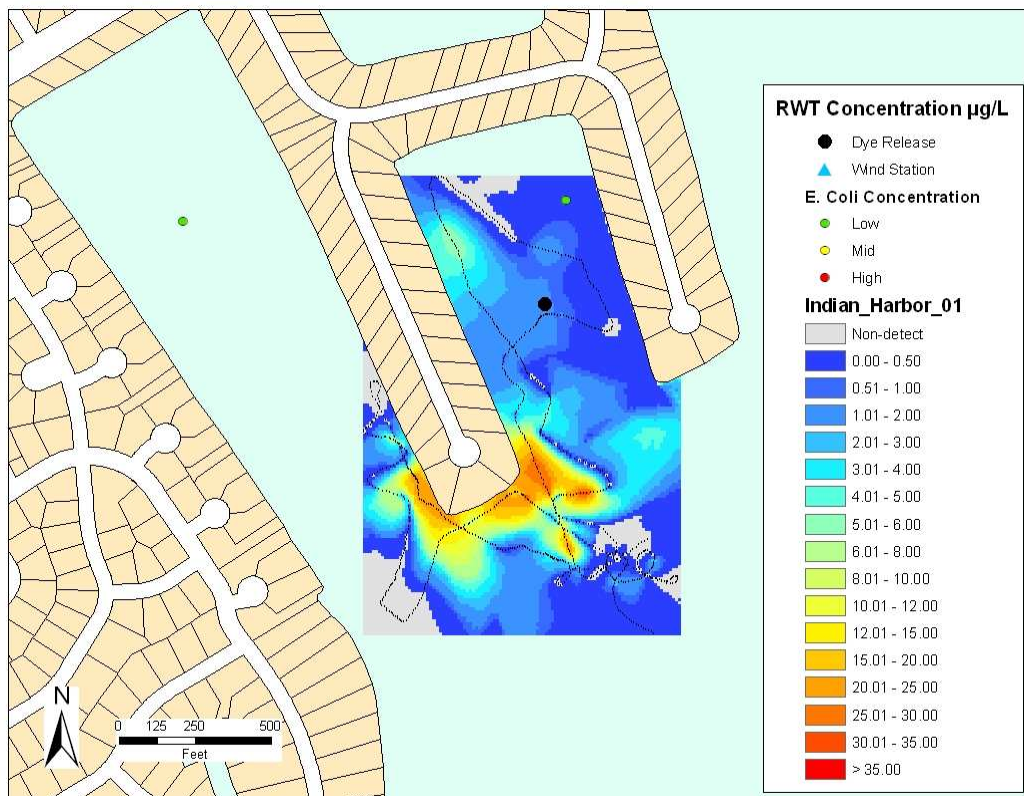 RWT Concentration µg/L
Dye Release
Wind Station
E. Coli Concentration
Low
Mid
High
Indian_Harbor_01
Non-detect
0.00 - 0.50
0.51 - 1.00
1.01 - 2.00
2.01 - 3.00
3.01 - 4.00
4.01 - 5.00
5.01 - 6.00
6.01 - 8.00
8.01 - 10.00
10.01 - 12.00
12.01 - 15.00
15.01 - 20.00
20.01 - 25.00
25.01 - 30.00
30.01 - 35.00
> 35.00
N
0 125 250 500
Feet